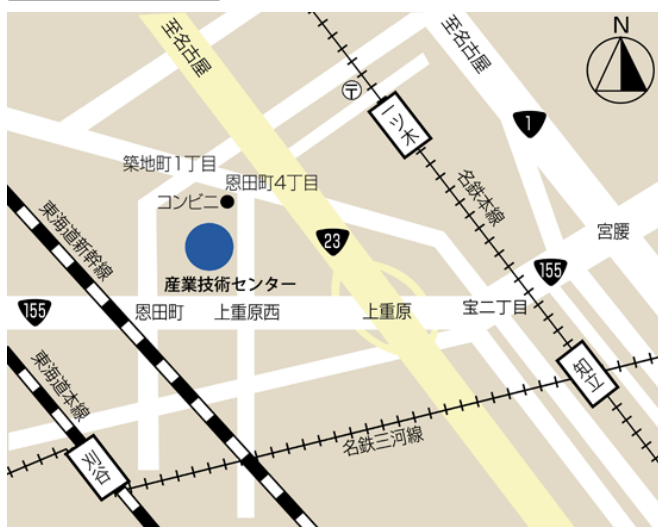 至名古屋
至名古屋
N
〒
一ツ木
1
築地町1丁目
恩田町4丁目
コンビニ
名鉄本線
東海道新幹線
23
宮腰
155
産業技術センター
155
恩田町
上重原西
上重原
宝二丁目
東海道本線
知立
名鉄三河線
刈谷